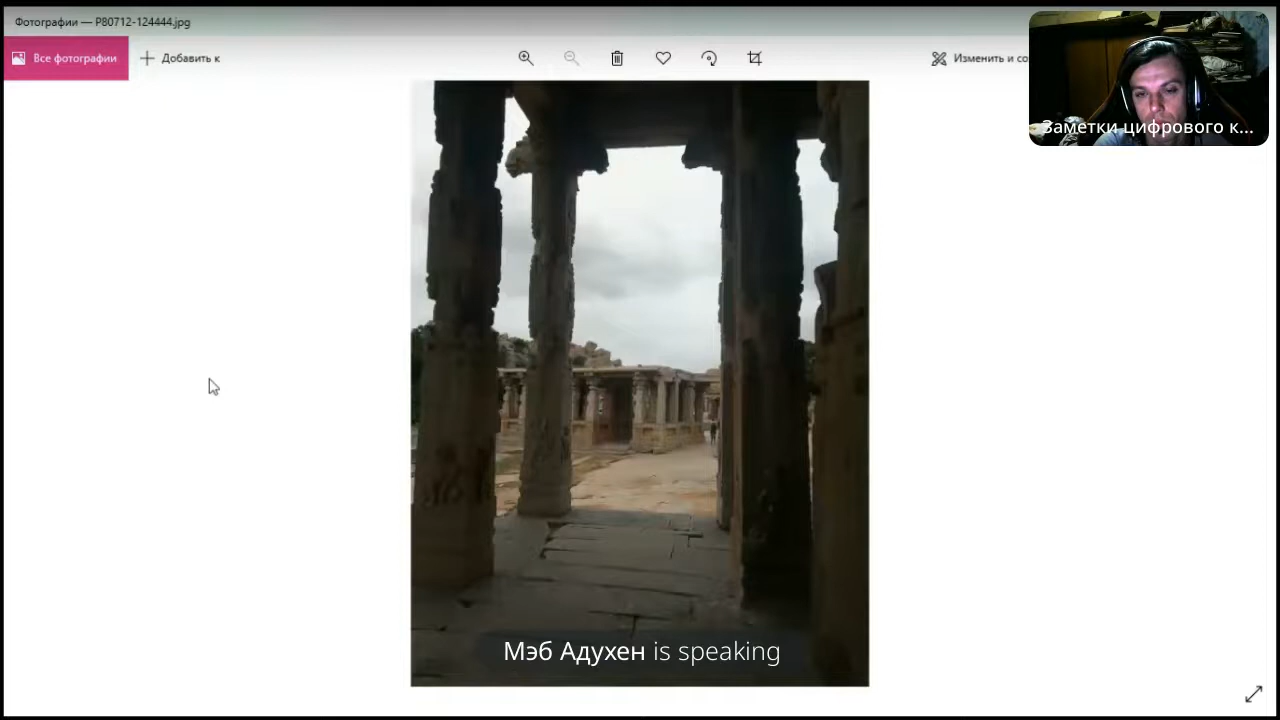 Фотографии — P80712-124444.jpg
Все фотографии
Добавить к
Изменить и со
Заметки цифрового к...
Мэб Адухен is speaking